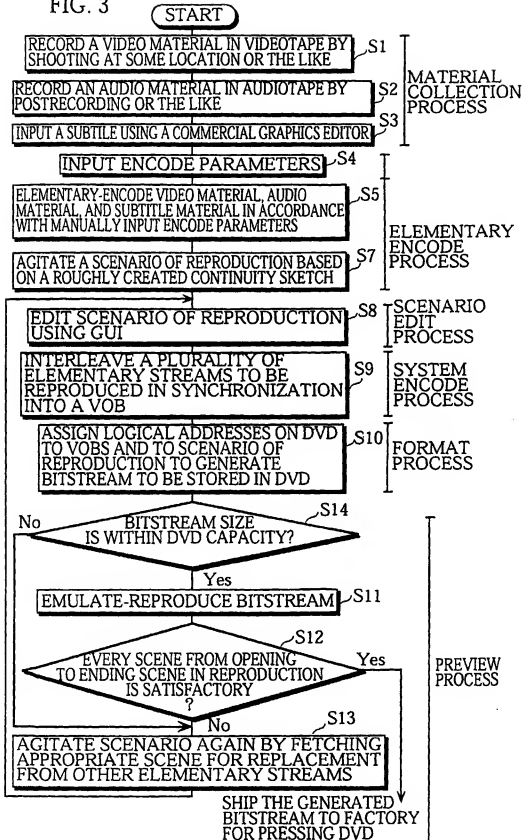 FIG. 3
START
RECORD A VIDEO MATERIAL IN VIDEOTAPE BY
SHOOTING AT SOME LOCATION OR THE LIKE
S1
RECORD AN AUDIO MATERIAL IN AUDIOTAPE BY
POSTRECORDING OR THE LIKE
S2
INPUT A SUBTILE USING A COMMERCIAL GRAPHICS EDITOR
S3
MATERIAL
COLLECTION
PROCESS
INPUT ENCODE PARAMETERS
S4
ELEMENTARY-ENCODE VIDEO MATERIAL, AUDIO
MATERIAL, AND SUBTITLE MATERIAL IN ACCORDANCE
WITH MANUALLY INPUT ENCODE PARAMETERS
S5
AGITATE A SCENARIO OF REPRODUCTION BASED
ON A ROUGHLY CREATED CONTINUITY SKETCH
S7
ELEMENTARY
ENCODE
PROCESS
EDIT SCENARIO OF REPRODUCTION
USING GUI
S8
SCENARIO
EDIT
PROCESS
INTERLEAVE A PLURALITY OF
ELEMENTARY STREAMS TO BE
REPRODUCED IN SYNCHRONIZATION
INTO A VOB
S9
SYSTEM
ENCODE
PROCESS
ASSIGN LOGICAL ADDRESSES ON DVD
TO VOBS AND TO SCENARIO OF
REPRODUCTION TO GENERATE
BITSTREAM TO BE STORED IN DVD
S10
FORMAT
PROCESS
S14
No
BITSTREAM SIZE
IS WITHIN DVD CAPACITY?
Yes
EMULATE-REPRODUCE BITSTREAM
S11
S12
EVERY SCENE FROM OPENING
TO ENDING SCENE IN REPRODUCTION
IS SATISFACTORY
?
Yes
PREVIEW
PROCESS
No
S13
AGITATE SCENARIO AGAIN BY FETCHING
APPROPRIATE SCENE FOR REPLACEMENT
FROM OTHER ELEMENTARY STREAMS
SHIP THE GENERATED
BITSTREAM TO FACTORY
FOR PRESSING DVD